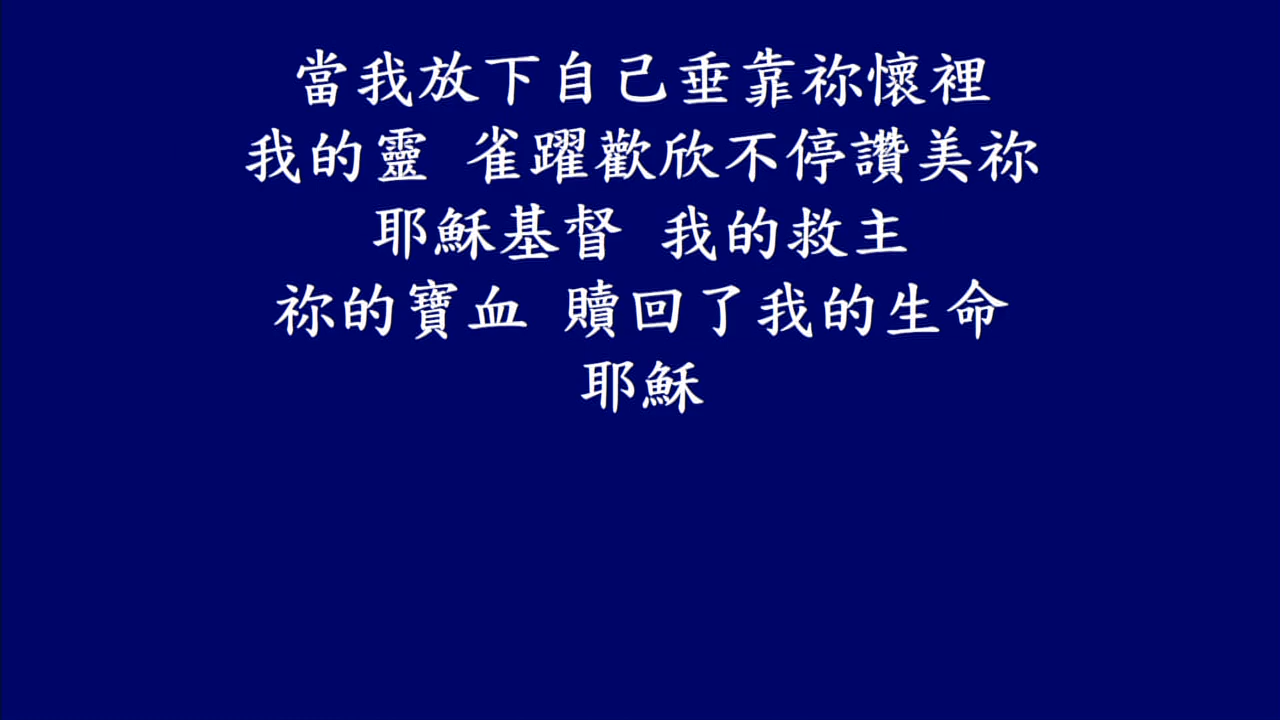 當我放下自己垂靠祢懷裡
我的靈 雀躍歡欣不停讚美祢
耶穌基督 我的救主
祢的寶血 贖回了我的生命
耶穌